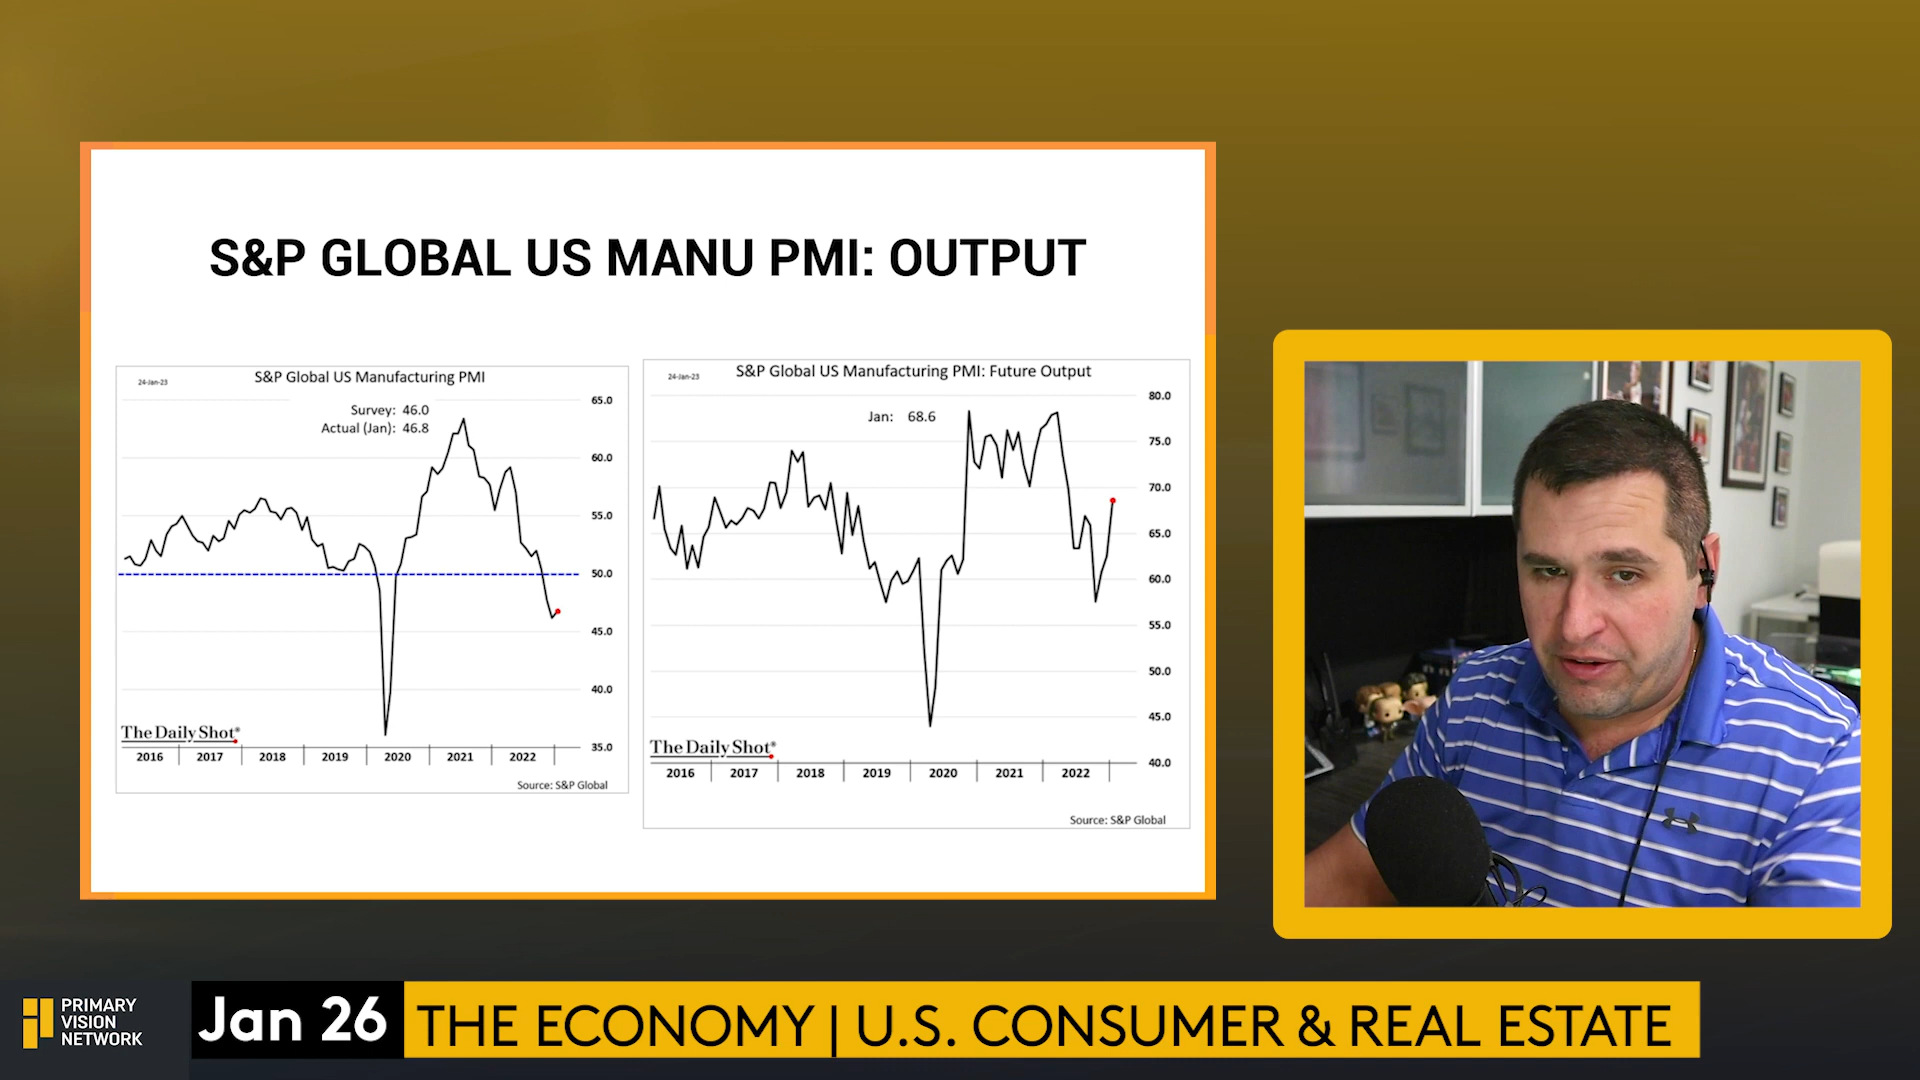 S&P GLOBAL US MANU PMI: OUTPUT
24-Jan-23
S&P Global US Manufacturing PMI
Survey: 46.0
Actual (Jan): 46.8
65.0
60.0
55.0
50.0
45.0
40.0
35.0
The Daily Shot®
2016 2017 2018 2019 2020 2021 2022
Source: S&P Global
24-Jan-23
S&P Global US Manufacturing PMI: Future Output
Jan: 68.6
80.0
75.0
70.0
65.0
60.0
55.0
50.0
45.0
40.0
The Daily Shot®
2016 2017 2018 2019 2020 2021 2022
Source: S&P Global
PRIMARY
VISION
NETWORK
Jan 26
THE ECONOMY | U.S. CONSUMER & REAL ESTATE